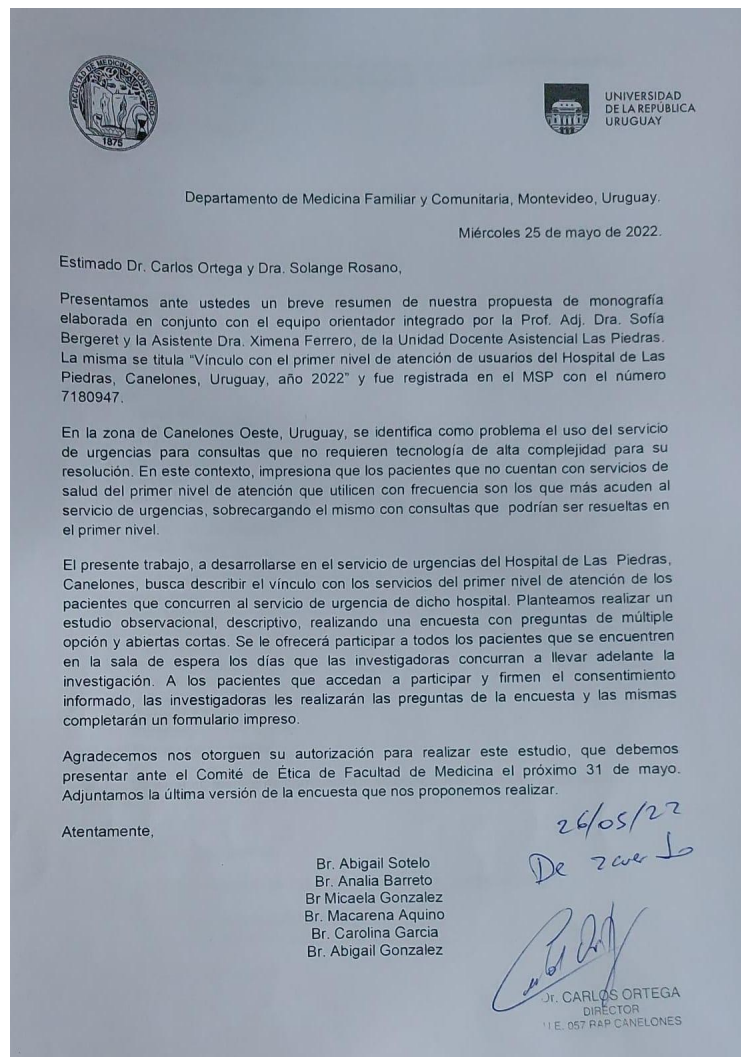 FACULTAD DE MEDICINA MONTEVIDEO
1875
UNIVERSIDAD
DE LA REPÚBLICA
URUGUAY
Departamento de Medicina Familiar y Comunitaria, Montevideo, Uruguay.
Miércoles 25 de mayo de 2022.
Estimado Dr. Carlos Ortega y Dra. Solange Rosano,
Presentamos ante ustedes un breve resumen de nuestra propuesta de monografía
elaborada en conjunto con el equipo orientador integrado por la Prof. Adj. Dra. Sofía
Bergeret y la Asistente Dra. Ximena Ferrero, de la Unidad Docente Asistencial Las Piedras.
La misma se titula “Vínculo con el primer nivel de atención de usuarios del Hospital de Las
Piedras, Canelones, Uruguay, año 2022” y fue registrada en el MSP con el número
7180947.
En la zona de Canelones Oeste, Uruguay, se identifica como problema el uso del servicio
de urgencias para consultas que no requieren tecnología de alta complejidad para su
resolución. En este contexto, impresiona que los pacientes que no cuentan con servicios de
salud del primer nivel de atención que utilicen con frecuencia son los que más acuden al
servicio de urgencias, sobrecargando el mismo con consultas que podrían ser resueltas en
el primer nivel.
El presente trabajo, a desarrollarse en el servicio de urgencias del Hospital de Las Piedras,
Canelones, busca describir el vínculo con los servicios del primer nivel de atención de los
pacientes que concurren al servicio de urgencia de dicho hospital. Planteamos realizar un
estudio observacional, descriptivo, realizando una encuesta con preguntas de múltiple
opción y abiertas cortas. Se le ofrecerá participar a todos los pacientes que se encuentren
en la sala de espera los días que las investigadoras concurran a llevar adelante la
investigación. A los pacientes que accedan a participar y firmen el consentimiento
informado, las investigadoras les realizarán las preguntas de la encuesta y las mismas
completarán un formulario impreso.
Agradecemos nos otorguen su autorización para realizar este estudio, que debemos
presentar ante el Comité de Ética de Facultad de Medicina el próximo 31 de mayo.
Adjuntamos la última versión de la encuesta que nos proponemos realizar.
Atentamente,
26/05/22
De acuerdo
Br. Abigail Sotelo
Br. Analia Barreto
Br Micaela Gonzalez
Br. Macarena Aquino
Br. Carolina Garcia
Br. Abigail Gonzalez
Dr. CARLOS ORTEGA
DIRECTOR
U.E. 057 RAP CANELONES